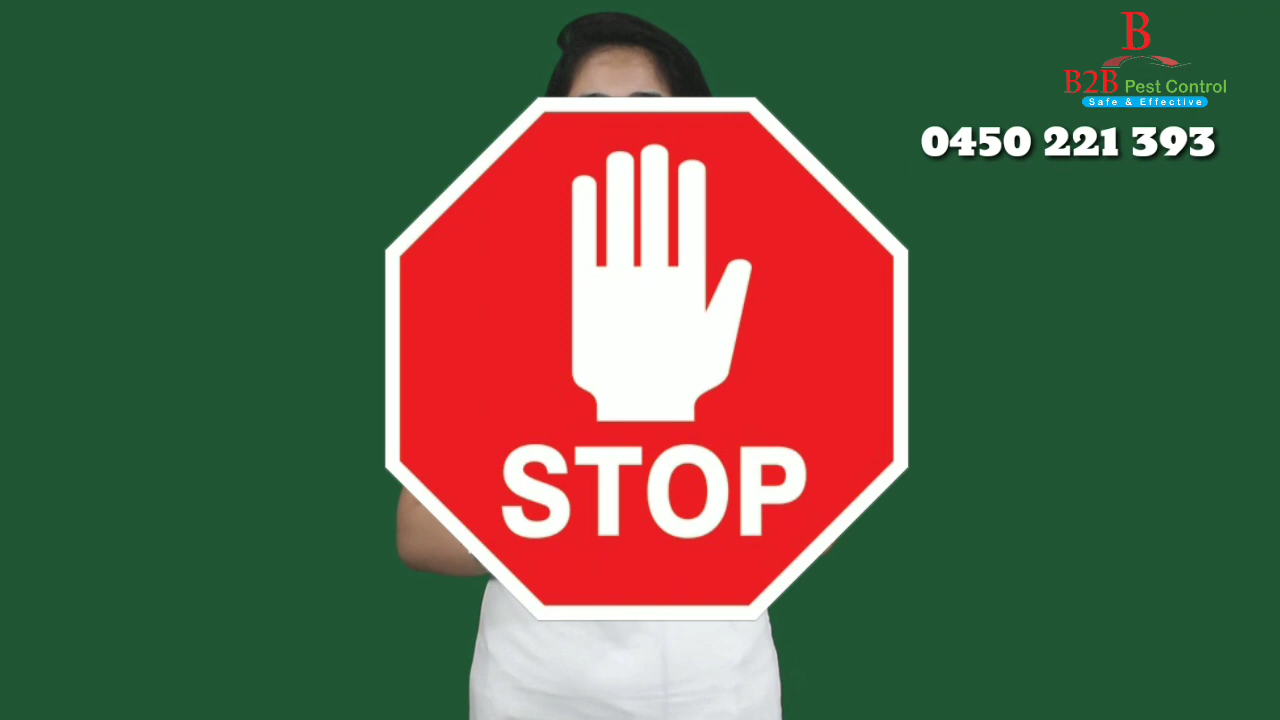 B
B2B Pest Control
Safe & Effective
0450 221 393
STOP